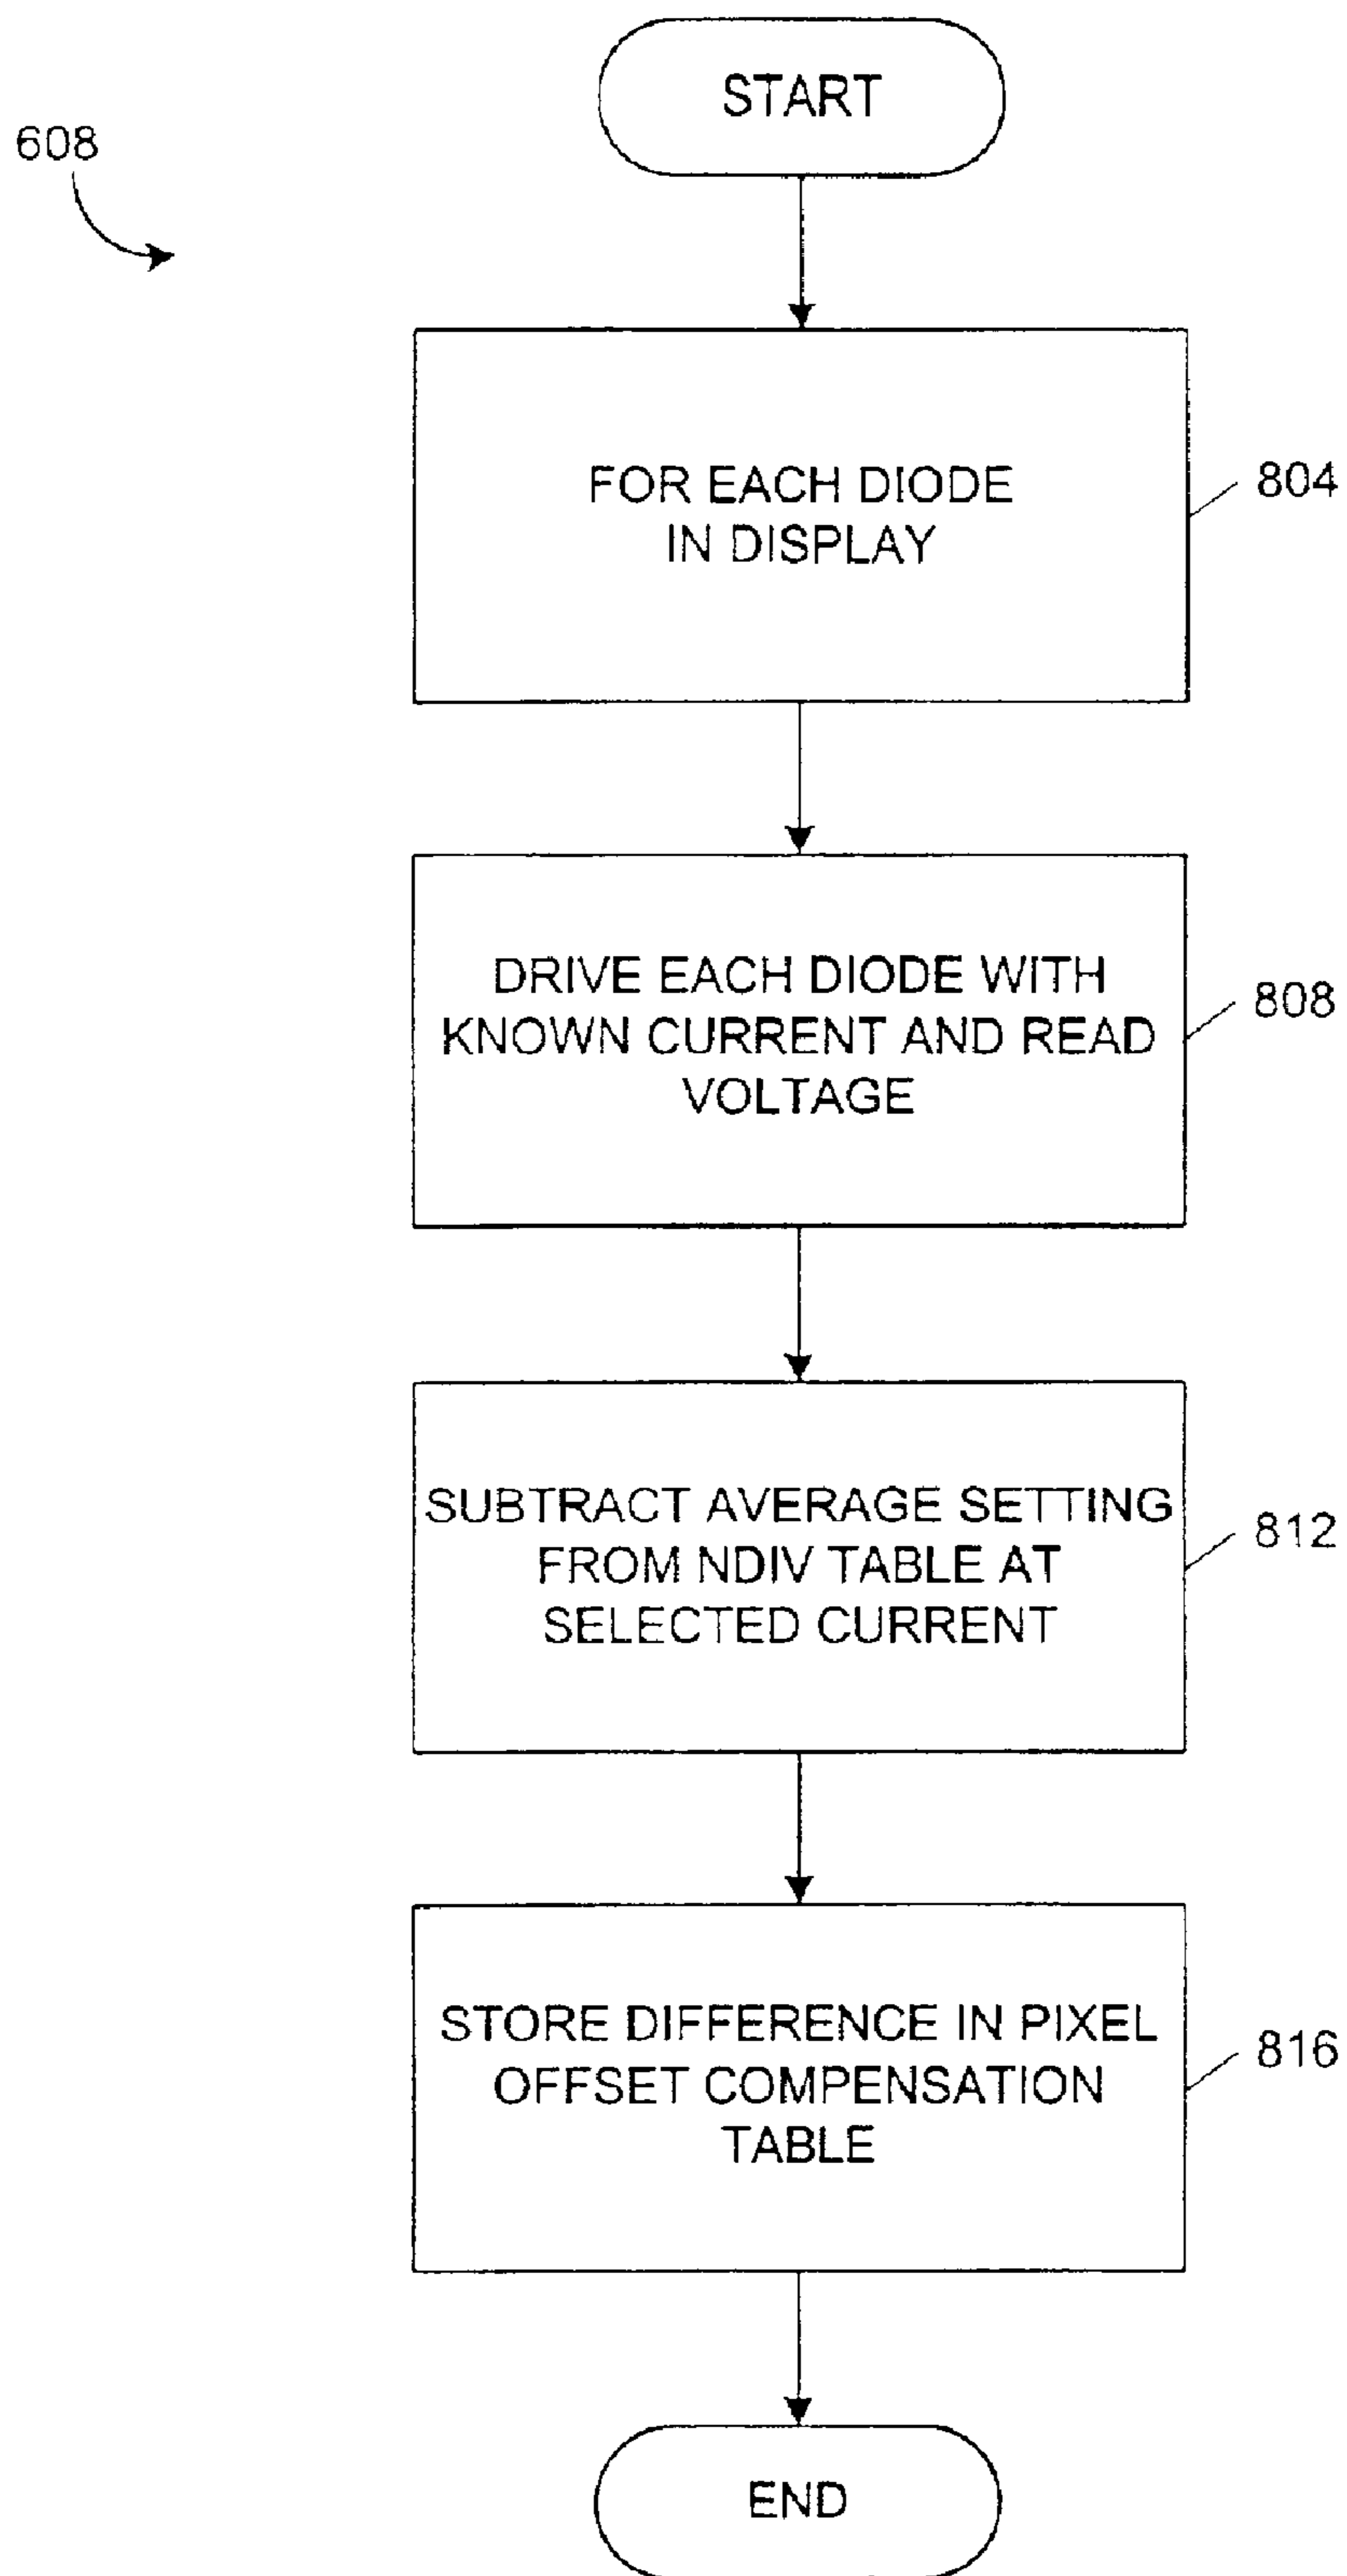 START
608
FOR EACH DIODE
IN DISPLAY
804
DRIVE EACH DIODE WITH
KNOWN CURRENT AND READ
VOLTAGE
808
SUBTRACT AVERAGE SETTING
FROM NDIV TABLE AT
SELECTED CURRENT
812
STORE DIFFERENCE IN PIXEL
OFFSET COMPENSATION
TABLE
816
END